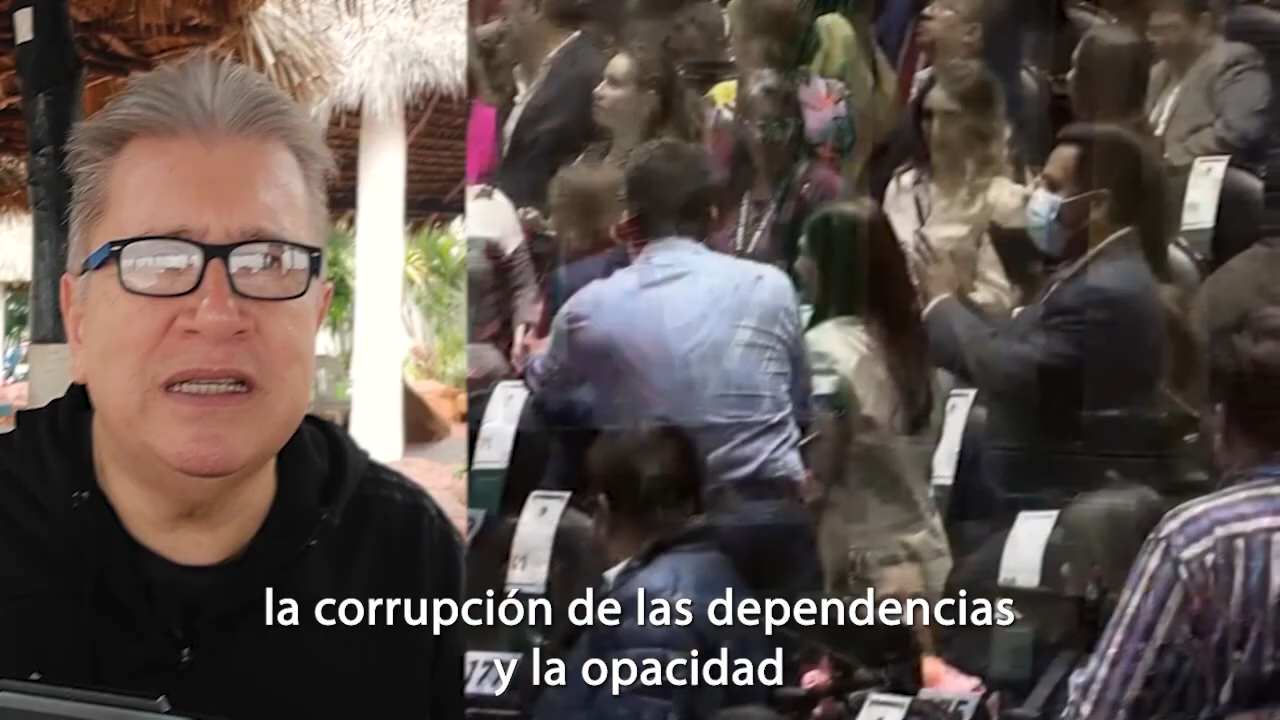 la corrupción de las dependencias
y la opacidad